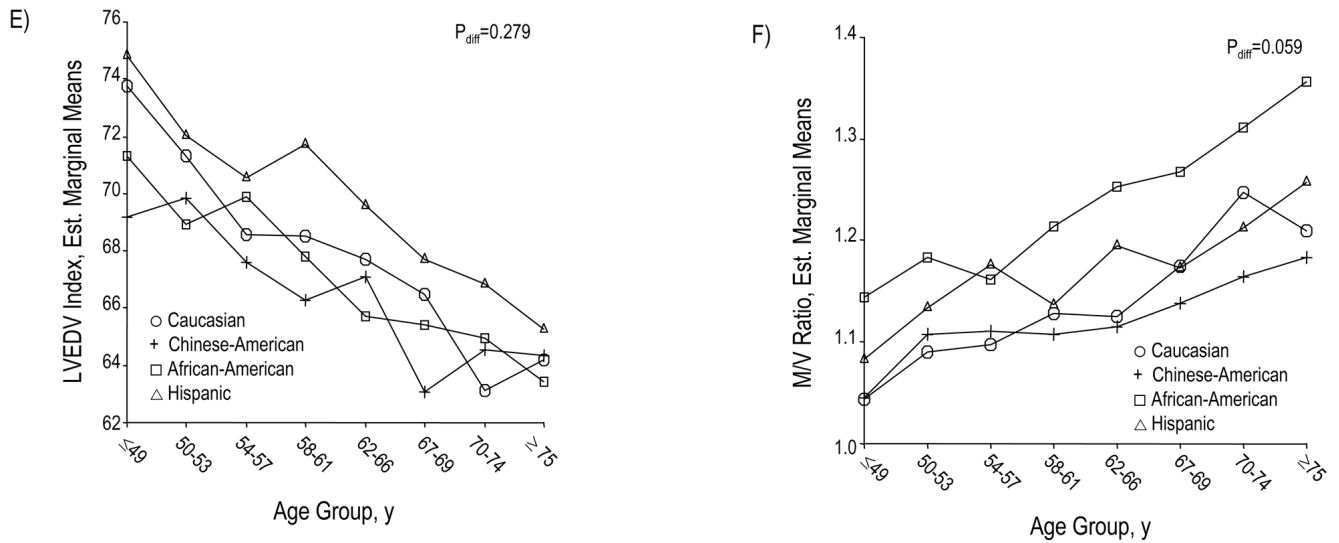 E)
P_diff=0.279
LVEDV Index, Est. Marginal Means
76
74
72
70
68
66
64
62
Caucasian
Chinese-American
African-American
Hispanic
≤49
50-53
54-57
58-61
62-66
67-69
70-74
≥ 75
Age Group, y
F)
P_diff=0.059
M/V Ratio, Est. Marginal Means
1.4
1.3
1.2
1.1
1.0
Caucasian
Chinese-American
African-American
Hispanic
≤49
50-53
54-57
58-61
62-66
67-69
70-74
≥75
Age Group, y